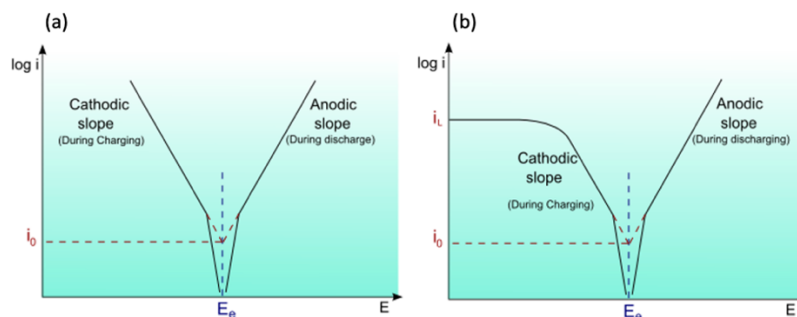 (a)
log i
Cathodic
slope
(During Charging)
Anodic
slope
(During discharge)
i₀
Eₑ
E
(b)
log i
i_L
Cathodic
slope
(During Charging)
Anodic
slope
(During discharging)
i₀
Eₑ
E